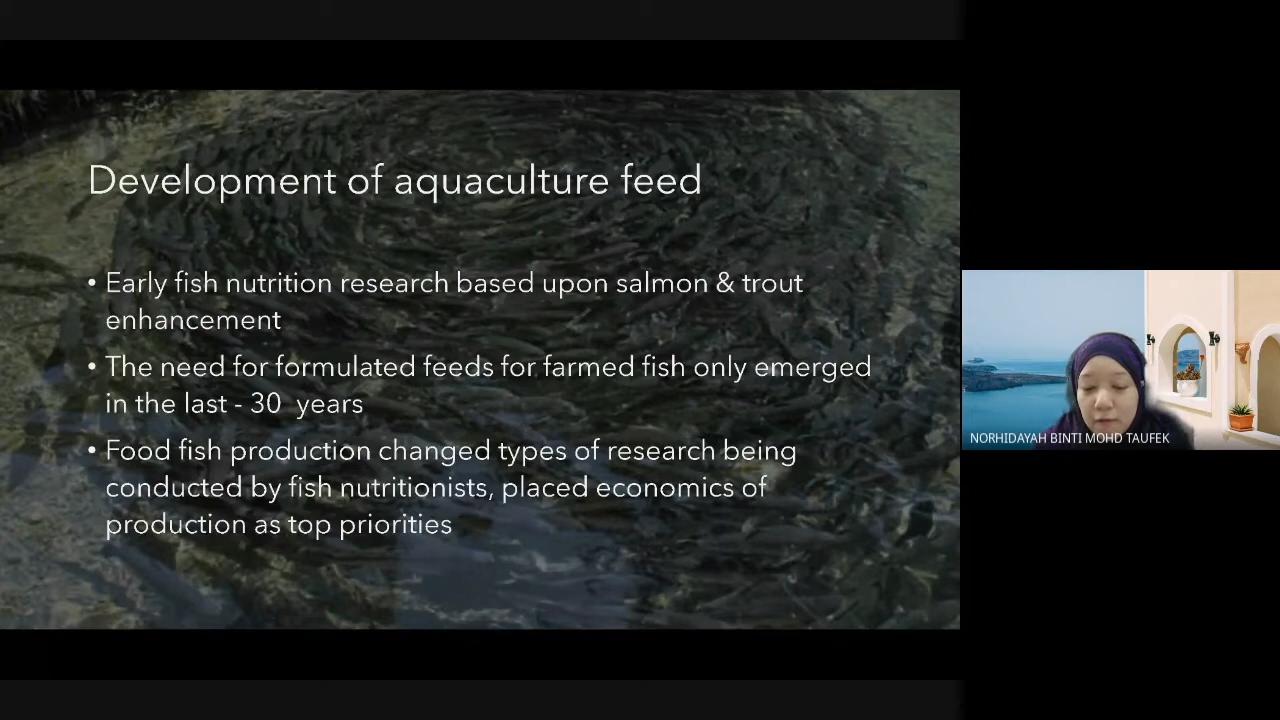 Development of aquaculture feed
• Early fish nutrition research based upon salmon & trout
enhancement
• The need for formulated feeds for farmed fish only emerged
in the last - 30  years
• Food fish production changed types of research being
conducted by fish nutritionists, placed economics of
production as top priorities
NORHIDAYAH BINTI MOHD TAUFEK